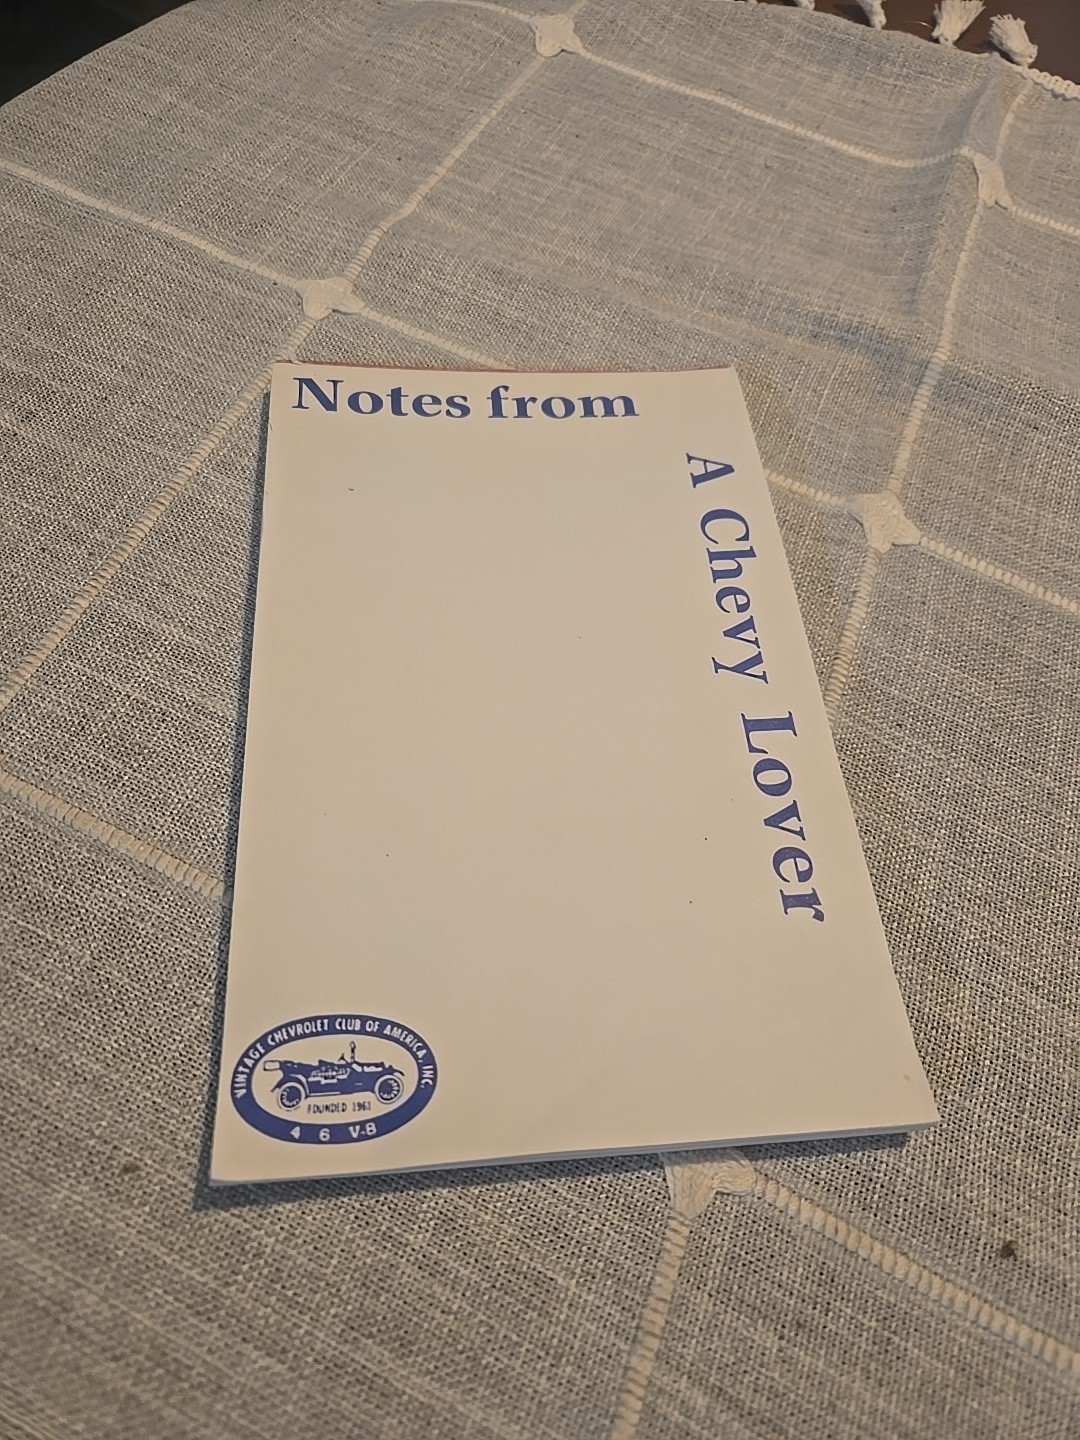 Notes from
A Chevy Lover
VINTAGE CHEVROLET CLUB OF AMERICA, INC.
FOUNDED 1961
4 6 V-8